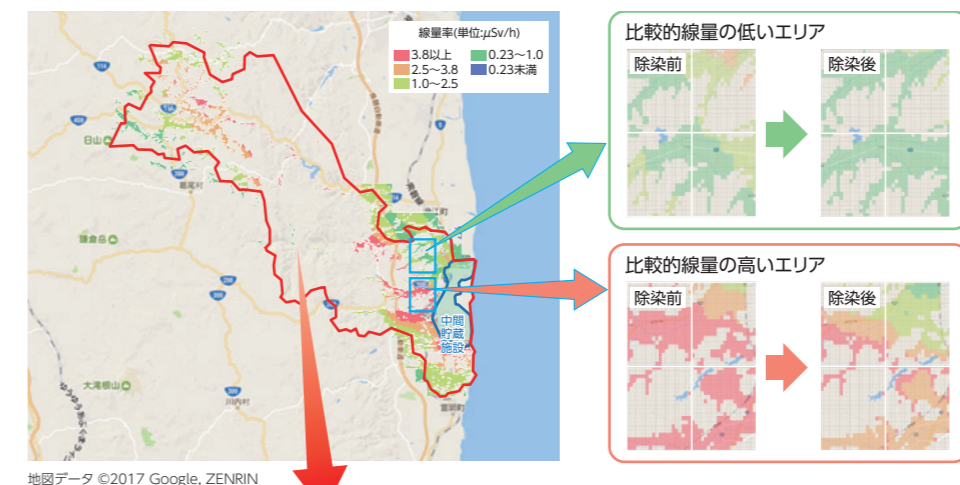 線量率(単位:μSv/h)
3.8以上
0.23〜1.0
2.5〜3.8
0.23未満
1.0〜2.5
114
日山
葛尾村
鎌倉岳
大滝根山
川内村
富岡町
中間
貯蔵
施設
比較的線量の低いエリア
除染前
除染後
比較的線量の高いエリア
除染前
除染後
地図データ ©2017 Google, ZENRIN